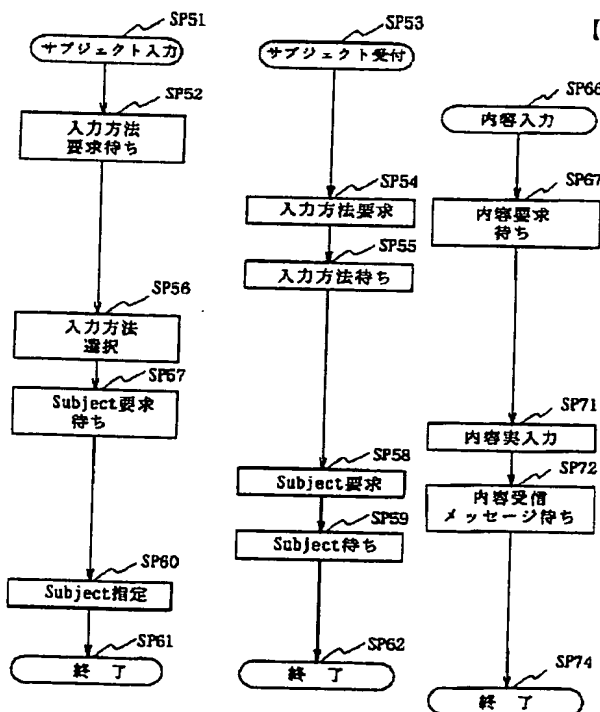 SP51
サブジェクト入力
SP52
入力方法
要求待ち
SP56
入力方法
選択
SP57
Subject要求
待ち
SP60
Subject指定
SP61
終 了
SP53
サブジェクト受付
SP54
入力方法要求
SP55
入力方法待ち
SP58
Subject要求
SP59
Subject待ち
SP62
終 了
【
SP66
内容入力
SP67
内容要求
待ち
SP71
内容実入力
SP72
内容受信
メッセージ待ち
SP74
終 了